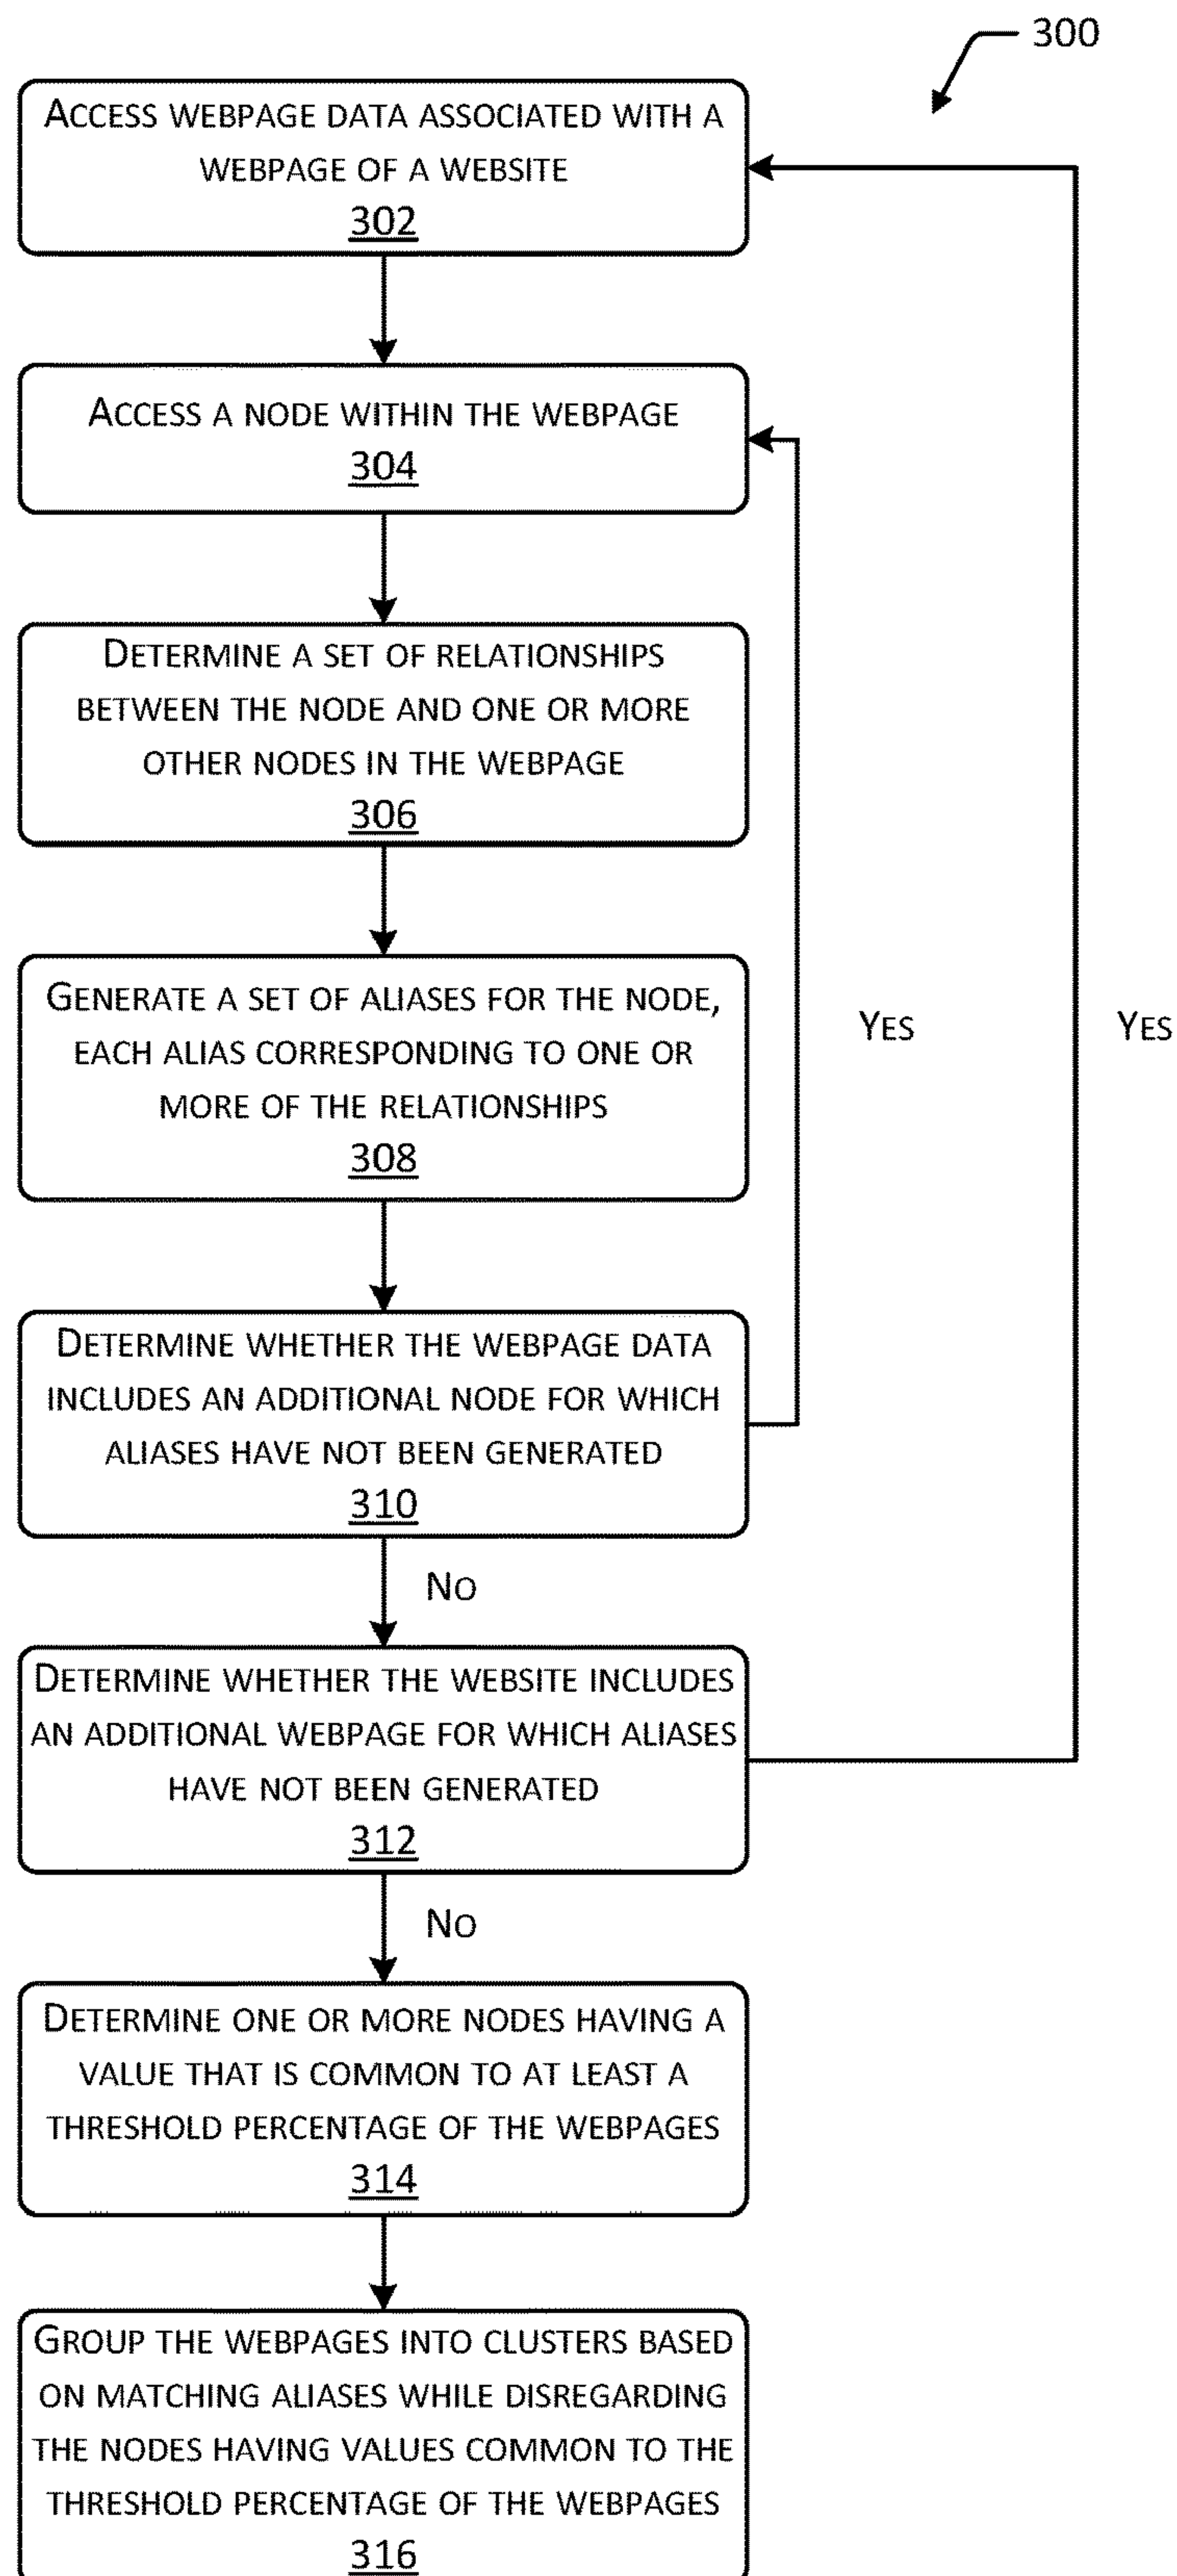 300
ACCESS WEBPAGE DATA ASSOCIATED WITH A
WEBPAGE OF A WEBSITE
302
ACCESS A NODE WITHIN THE WEBPAGE
304
DETERMINE A SET OF RELATIONSHIPS
BETWEEN THE NODE AND ONE OR MORE
OTHER NODES IN THE WEBPAGE
306
GENERATE A SET OF ALIASES FOR THE NODE,
EACH ALIAS CORRESPONDING TO ONE OR
MORE OF THE RELATIONSHIPS
308
YES
YES
DETERMINE WHETHER THE WEBPAGE DATA
INCLUDES AN ADDITIONAL NODE FOR WHICH
ALIASES HAVE NOT BEEN GENERATED
310
NO
DETERMINE WHETHER THE WEBSITE INCLUDES
AN ADDITIONAL WEBPAGE FOR WHICH ALIASES
HAVE NOT BEEN GENERATED
312
NO
DETERMINE ONE OR MORE NODES HAVING A
VALUE THAT IS COMMON TO AT LEAST A
THRESHOLD PERCENTAGE OF THE WEBPAGES
314
GROUP THE WEBPAGES INTO CLUSTERS BASED
ON MATCHING ALIASES WHILE DISREGARDING
THE NODES HAVING VALUES COMMON TO THE
THRESHOLD PERCENTAGE OF THE WEBPAGES
316